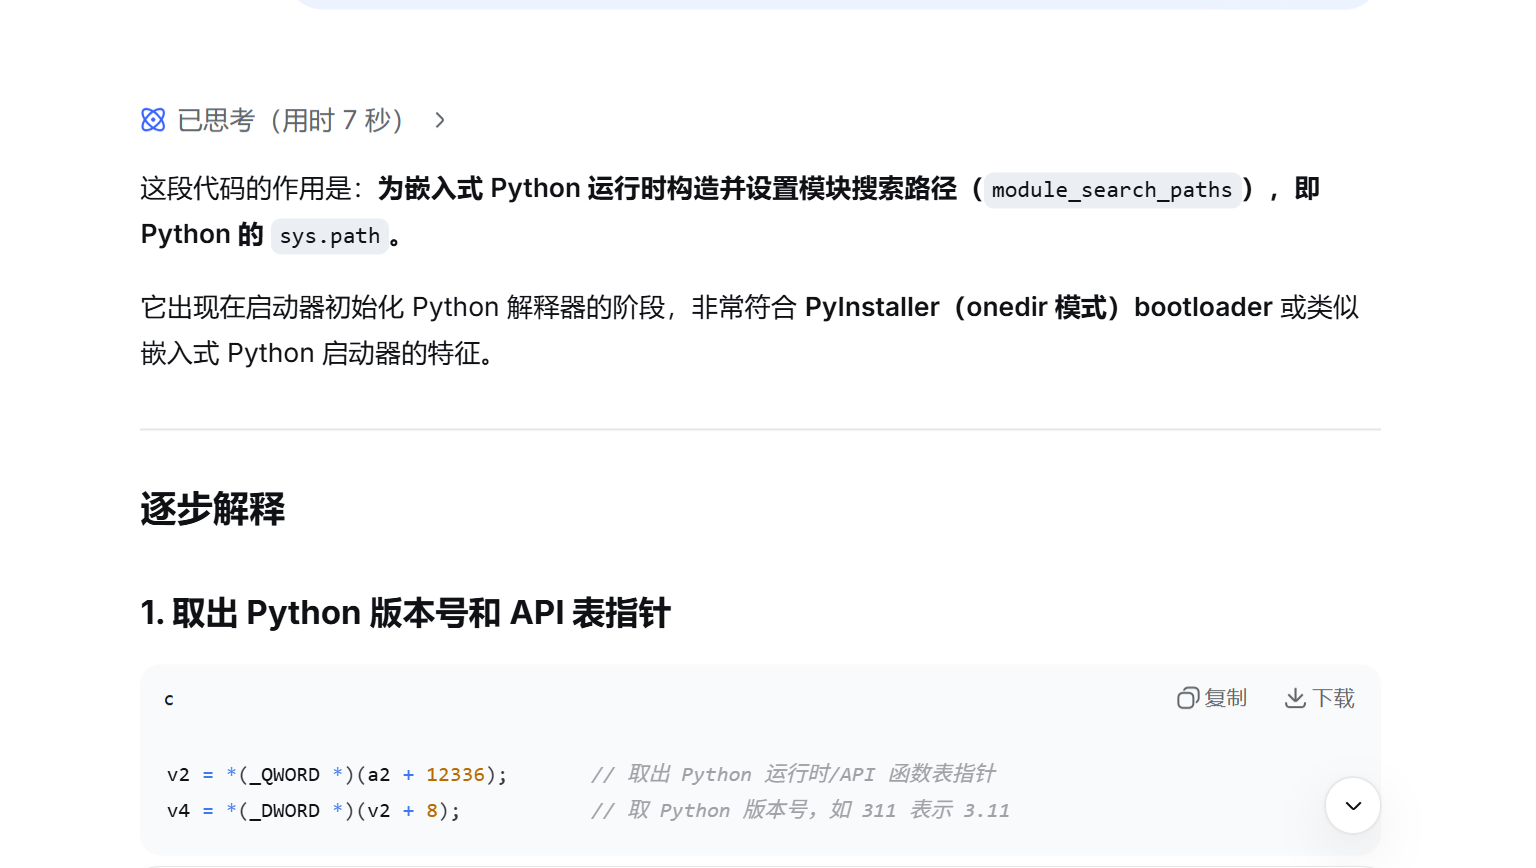 已思考（用时 7 秒）
这段代码的作用是：为嵌入式 Python 运行时构造并设置模块搜索路径（module_search_paths），即
Python 的 sys.path。
它出现在启动器初始化 Python 解释器的阶段，非常符合 PyInstaller（onedir 模式）bootloader 或类似
嵌入式 Python 启动器的特征。
逐步解释
1. 取出 Python 版本号和 API 表指针
c 复制 下载
v2 = *(_QWORD *)(a2 + 12336); // 取出 Python 运行时/API 函数表指针
v4 = *(_DWORD *)(v2 + 8); // 取 Python 版本号，如 311 表示 3.11